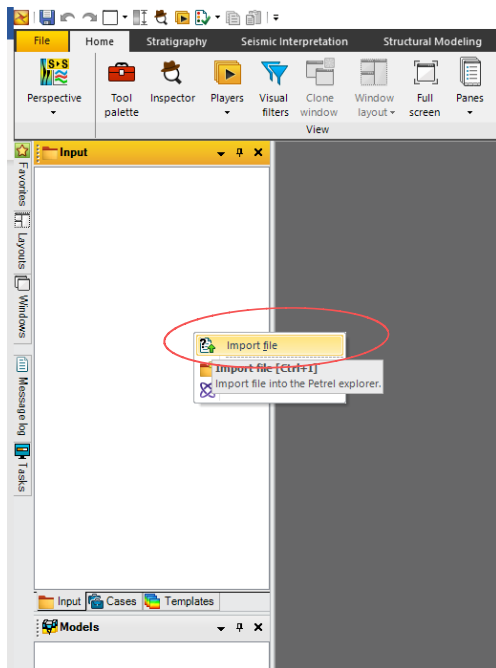 File
Home
Stratigraphy
Seismic Interpretation
Structural Modeling
S▸S
Perspective
Tool
palette
Inspector
Players
Visual
filters
Clone
window
Window
layout
Full
screen
Panes
View
Input
Favorites
Layouts
Windows
Message log
Tasks
Import file
Import file [Ctrl+1]
Import file into the Petrel explorer.
Input
Cases
Templates
Models